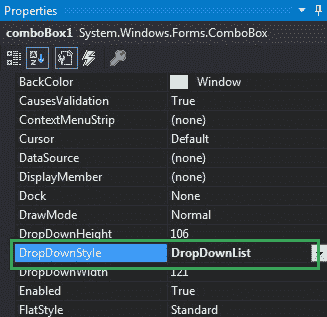 Properties
comboBox1 System.Windows.Forms.ComboBox
BackColor Window
CausesValidation True
ContextMenuStrip (none)
Cursor Default
DataSource (none)
DisplayMember (none)
Dock None
DrawMode Normal
DropDownHeight 106
DropDownStyle DropDownList
DropDownWidth 121
Enabled True
FlatStyle Standard